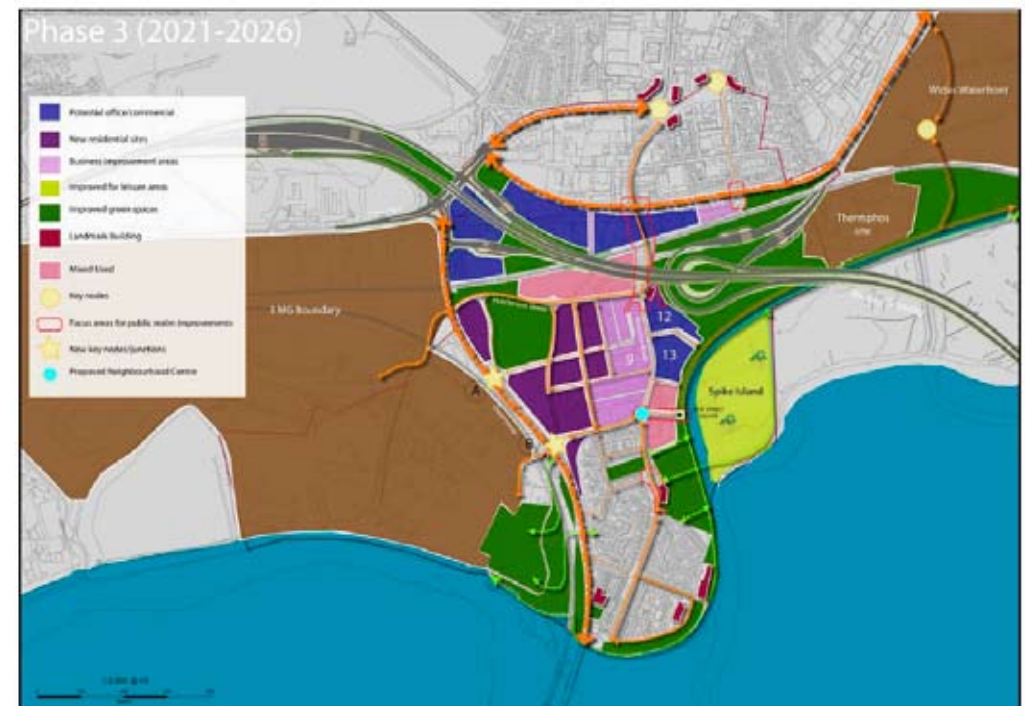 Phase 3 (2021-2026)
Potential office/commercial
New residential sites
Business improvement areas
Improved for leisure areas
Improved green spaces
Landmark Building
Mixed Used
Key nodes
Focus areas for public realm improvements
New key nodes/junctions
Proposed Neighbourhood Centre
Widnes Waterfront
Thermphos
site
3 MG Boundary
12
13
9
Spike Island
A
B